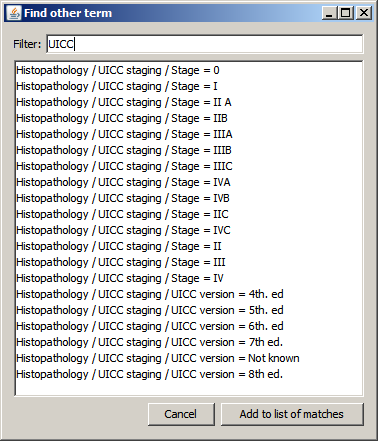 Find other term
Filter: UICC
Histopathology / UICC staging / Stage = 0
Histopathology / UICC staging / Stage = I
Histopathology / UICC staging / Stage = II A
Histopathology / UICC staging / Stage = IIB
Histopathology / UICC staging / Stage = IIIA
Histopathology / UICC staging / Stage = IIIB
Histopathology / UICC staging / Stage = IIIC
Histopathology / UICC staging / Stage = IVA
Histopathology / UICC staging / Stage = IVB
Histopathology / UICC staging / Stage = IIC
Histopathology / UICC staging / Stage = IVC
Histopathology / UICC staging / Stage = II
Histopathology / UICC staging / Stage = III
Histopathology / UICC staging / Stage = IV
Histopathology / UICC staging / UICC version = 4th. ed
Histopathology / UICC staging / UICC version = 5th. ed
Histopathology / UICC staging / UICC version = 6th. ed
Histopathology / UICC staging / UICC version = 7th ed.
Histopathology / UICC staging / UICC version = Not known
Histopathology / UICC staging / UICC version = 8th ed.
Cancel Add to list of matches